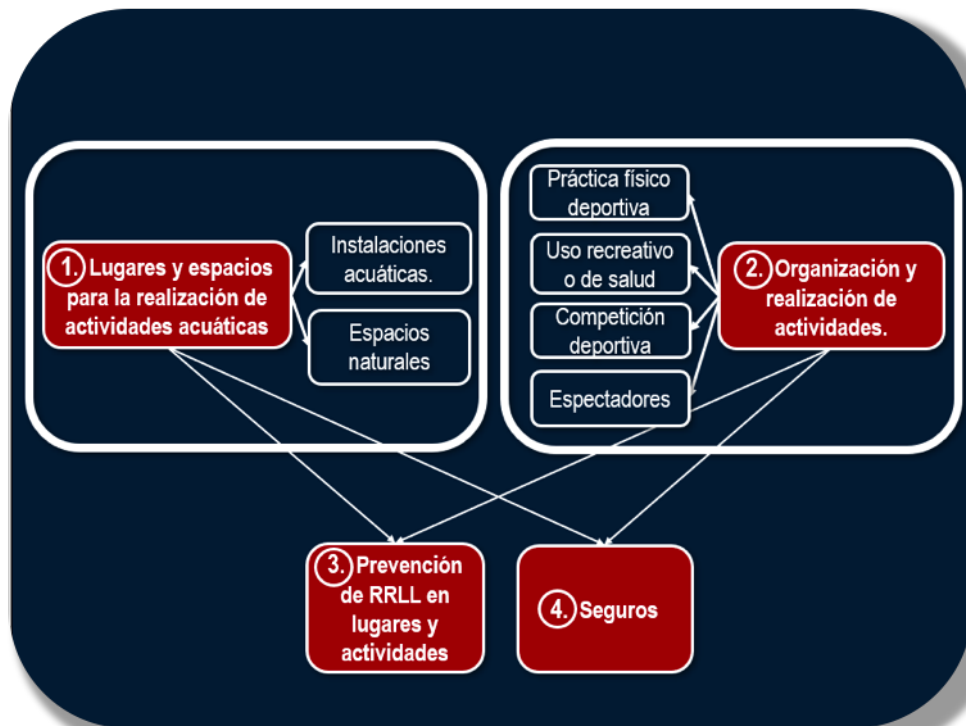 1. Lugares y espacios
para la realización de
actividades acuáticas
Instalaciones
acuáticas.
Espacios
naturales
Práctica físico
deportiva
Uso recreativo
o de salud
Competición
deportiva
Espectadores
2. Organización y
realización de
actividades.
3. Prevención
de RRLL en
lugares y
actividades
4. Seguros